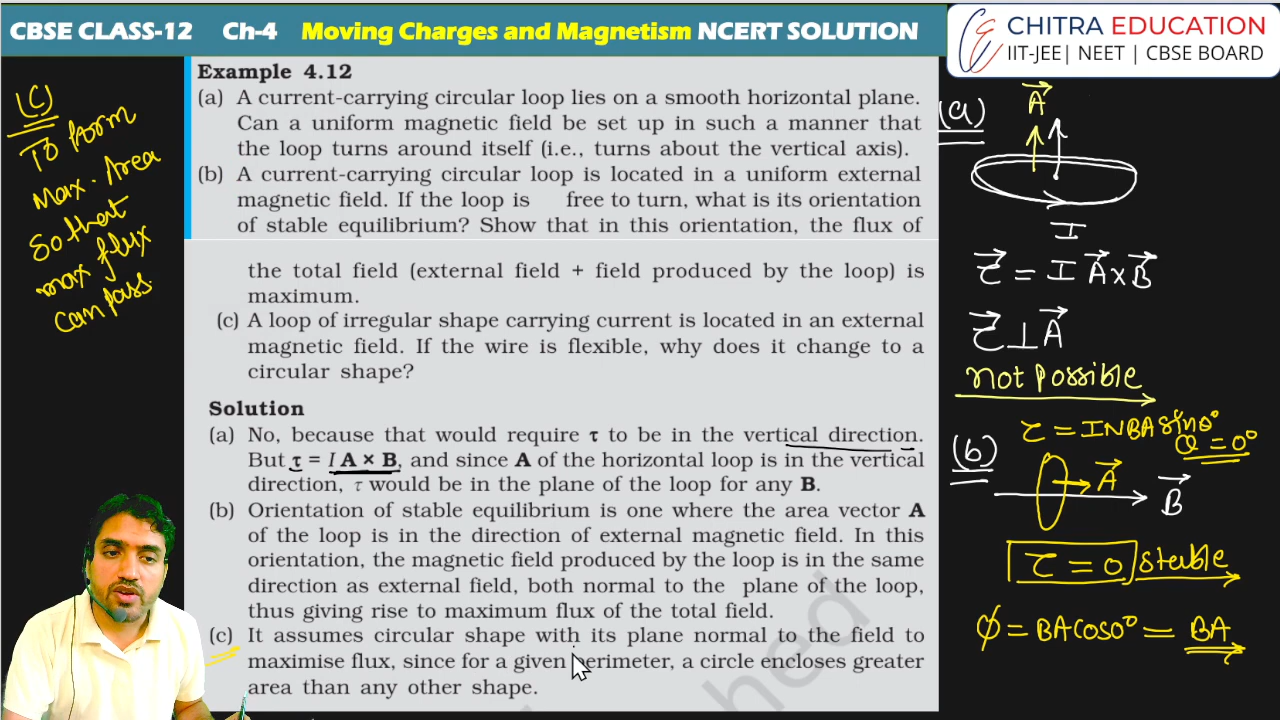 CBSE CLASS-12 Ch-4 Moving Charges and Magnetism NCERT SOLUTION
CHITRA EDUCATION
IIT-JEE| NEET | CBSE BOARD
Example 4.12
(a) A current-carrying circular loop lies on a smooth horizontal plane.
Can a uniform magnetic field be set up in such a manner that
the loop turns around itself (i.e., turns about the vertical axis).
(b) A current-carrying circular loop is located in a uniform external
magnetic field. If the loop is free to turn, what is its orientation
of stable equilibrium? Show that in this orientation, the flux of
the total field (external field + field produced by the loop) is
maximum.
(c) A loop of irregular shape carrying current is located in an external
magnetic field. If the wire is flexible, why does it change to a
circular shape?
Solution
(a) No, because that would require τ to be in the vertical direction.
But τ = I A × B, and since A of the horizontal loop is in the vertical
direction, τ would be in the plane of the loop for any B.
(b) Orientation of stable equilibrium is one where the area vector A
of the loop is in the direction of external magnetic field. In this
orientation, the magnetic field produced by the loop is in the same
direction as external field, both normal to the plane of the loop,
thus giving rise to maximum flux of the total field.
(c) It assumes circular shape with its plane normal to the field to
maximise flux, since for a given perimeter, a circle encloses greater
area than any other shape.
(C)
To form
Max. Area
So that
max flux
can pass
(a)
A⃗
I
τ⃗ = I A⃗ × B⃗
τ⃗ ⊥ A⃗
not possible
τ = INBA sin0°
θ = 0°
(b)
A⃗
B⃗
τ = 0 stable
ϕ = BA cos0° = BA